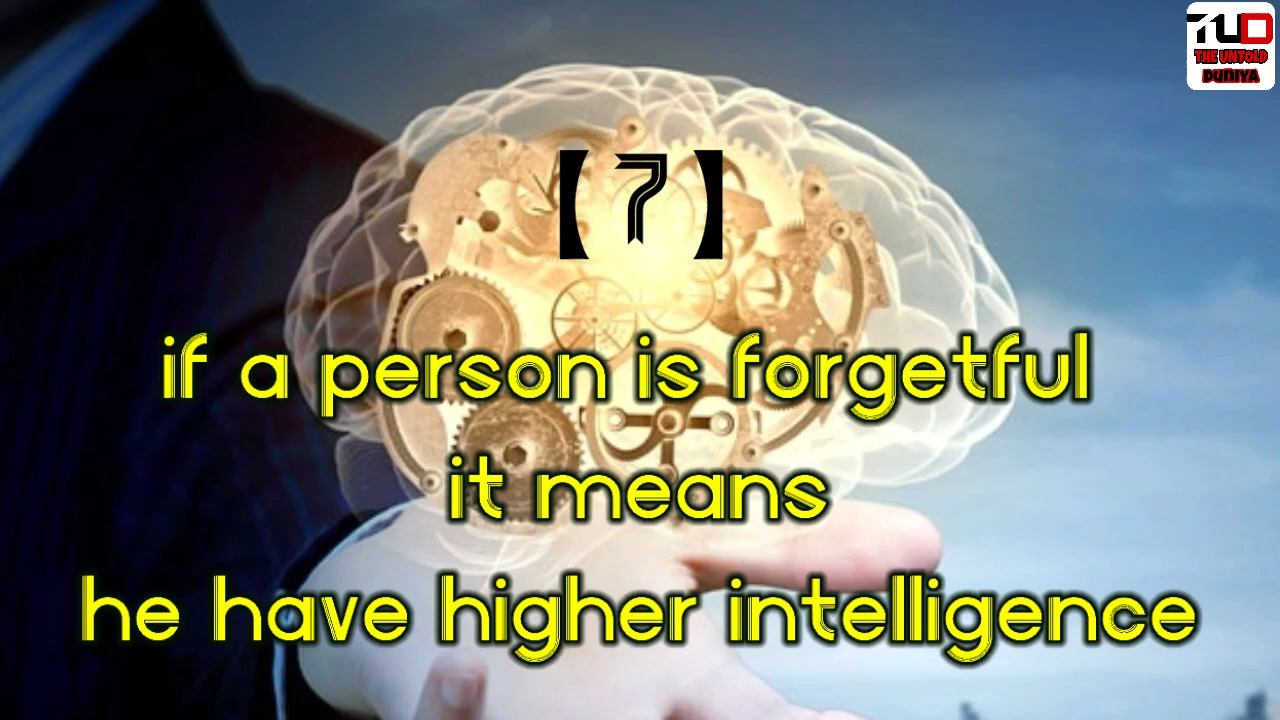 TUD
THE UNTOLD
DUNIYA
【7】
if a person is forgetful
it means
he have higher intelligence